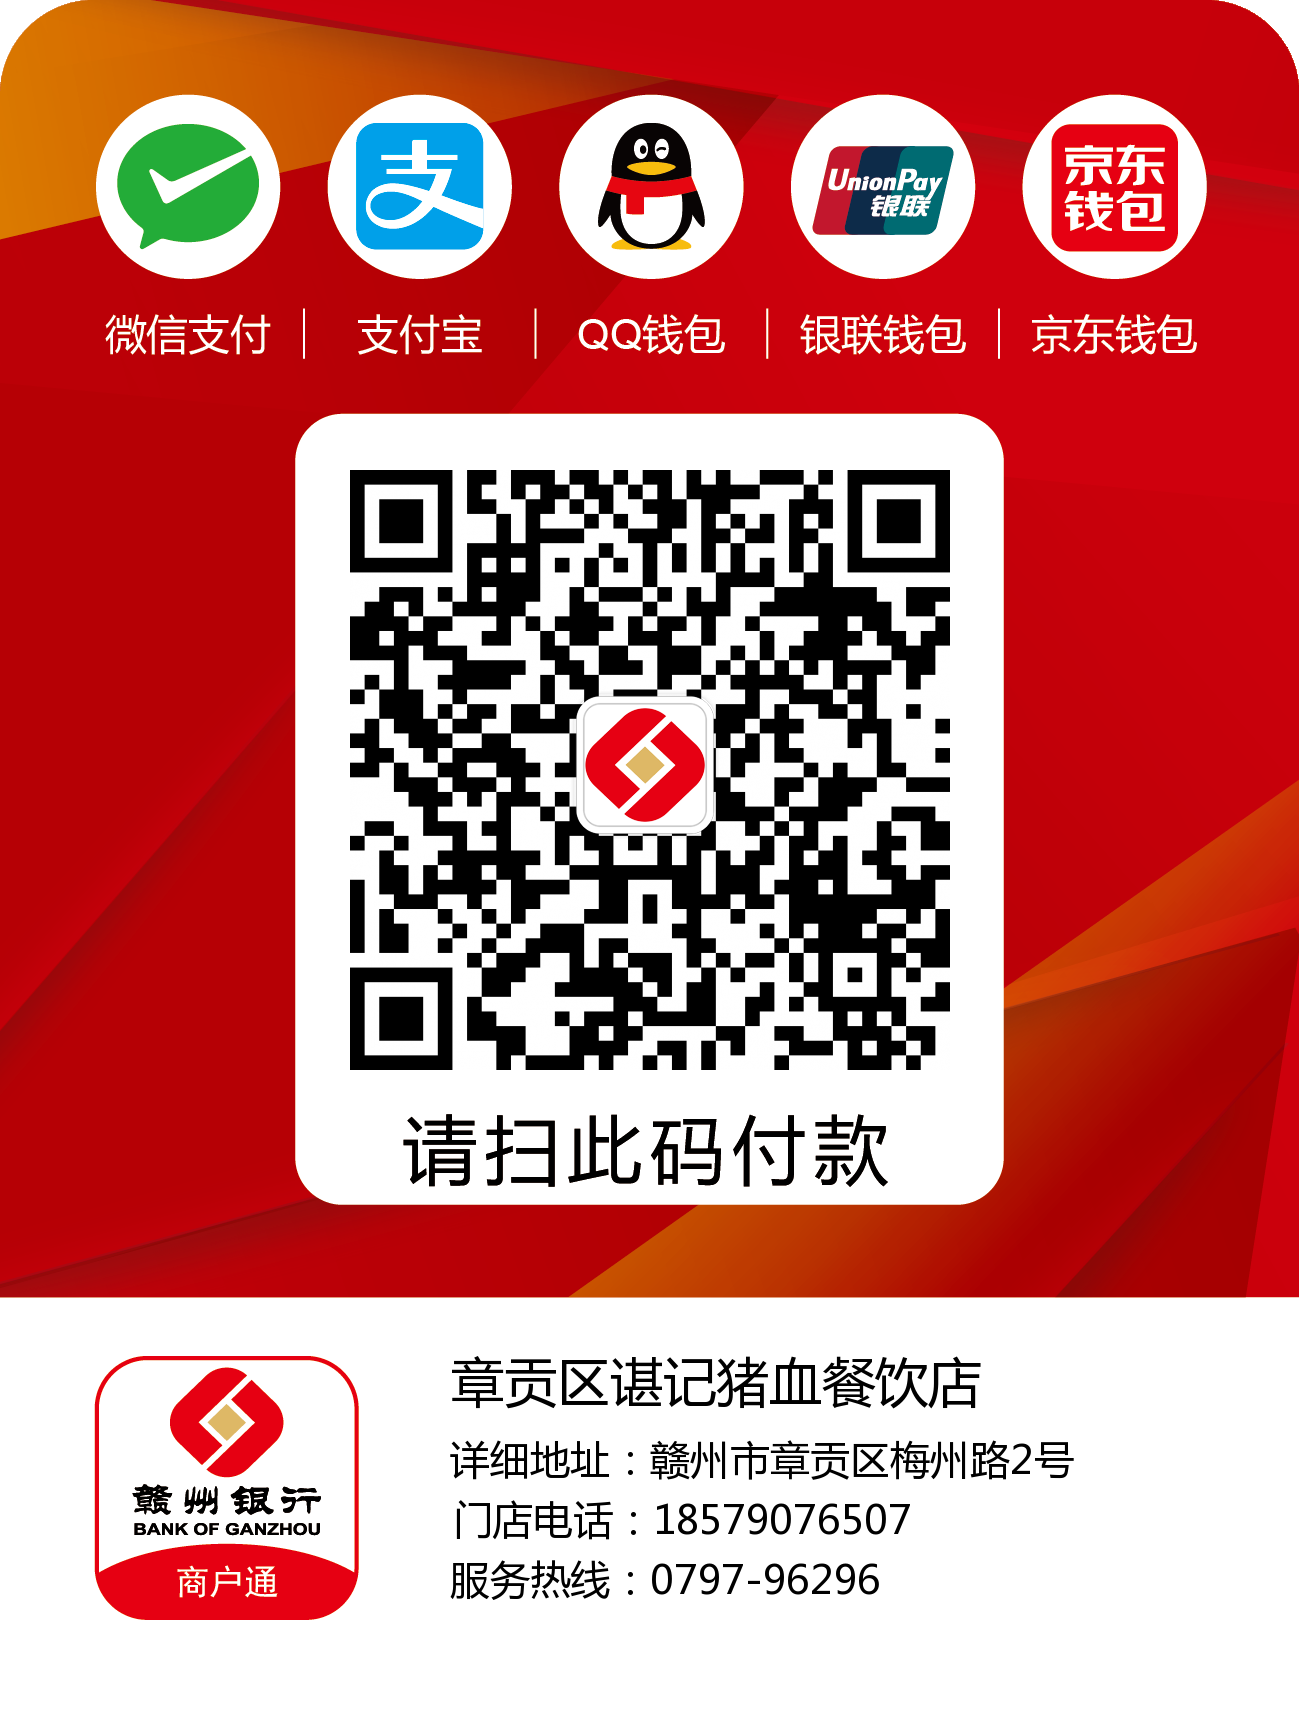 UnionPay
银联
京东
钱包
支
微信支付 支付宝 QQ钱包 银联钱包 京东钱包
请扫此码付款
章贡区谌记猪血餐饮店
详细地址：赣州市章贡区梅州路2号
门店电话：18579076507
服务热线：0797-96296
赣州银行
BANK OF GANZHOU
商户通